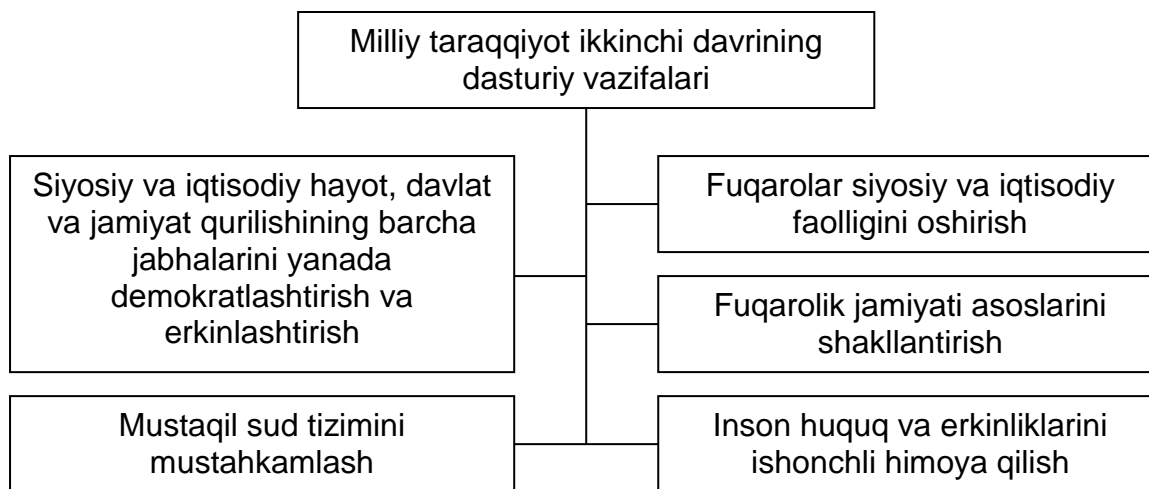 Milliy taraqqiyot ikkinchi davrining
dasturiy vazifalari
Siyosiy va iqtisodiy hayot, davlat
va jamiyat qurilishining barcha
jabhalarini yanada
demokratlashtirish va
erkinlashtirish
Mustaqil sud tizimini
mustahkamlash
Fuqarolar siyosiy va iqtisodiy
faolligini oshirish
Fuqarolik jamiyati asoslarini
shakllantirish
Inson huquq va erkinliklarini
ishonchli himoya qilish